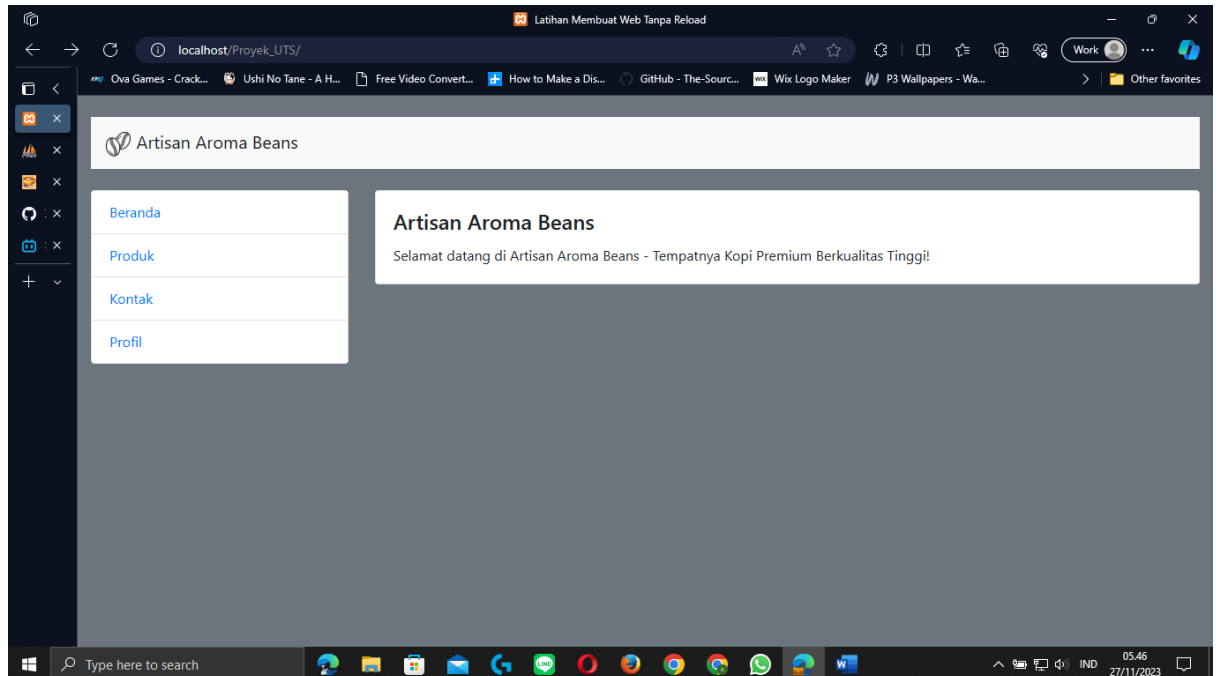 Latihan Membuat Web Tanpa Reload
localhost/Proyek_UTS/
Work
Ova Games - Crack...
Ushi No Tane - A H...
Free Video Convert...
How to Make a Dis...
GitHub - The-Sourc...
WIX Wix Logo Maker
P3 Wallpapers - Wa...
Other favorites
Artisan Aroma Beans
Beranda
Produk
Kontak
Profil
Artisan Aroma Beans
Selamat datang di Artisan Aroma Beans - Tempatnya Kopi Premium Berkualitas Tinggi!
Type here to search
LINE
IND
05.46
27/11/2023